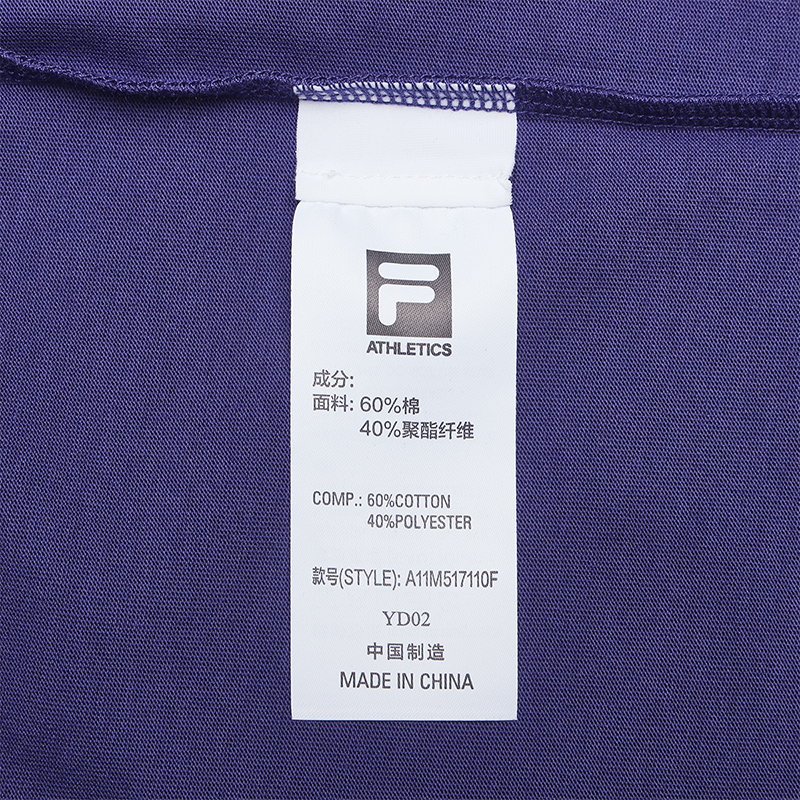 F
ATHLETICS
成分:
面料: 60%棉
40%聚酯纤维
COMP.: 60%COTTON
40%POLYESTER
款号(STYLE): A11M517110F
YD02
中国制造
MADE IN CHINA